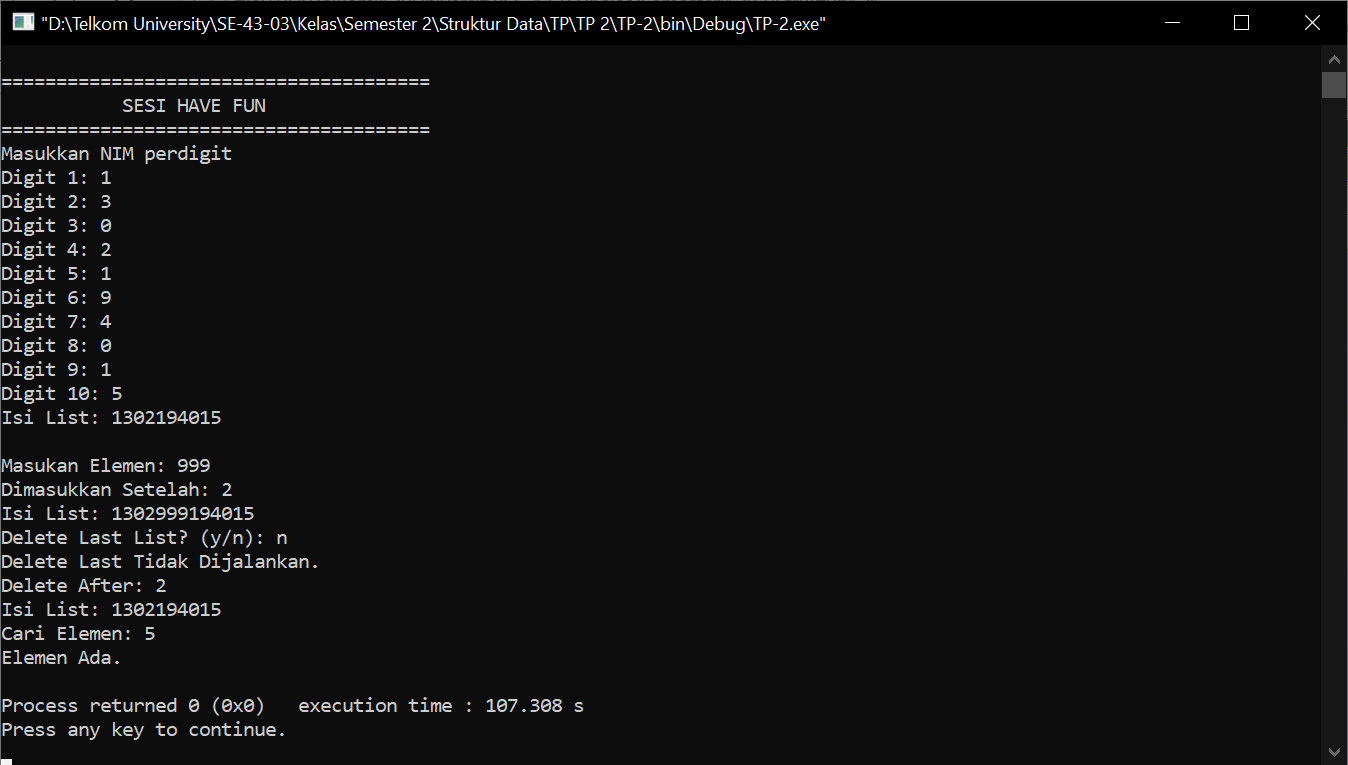 "D:\Telkom University\SE-43-03\Kelas\Semester 2\Struktur Data\TP\TP 2\TP-2\bin\Debug\TP-2.exe"
=======================================
SESI HAVE FUN
=======================================
Masukkan NIM perdigit
Digit 1: 1
Digit 2: 3
Digit 3: 0
Digit 4: 2
Digit 5: 1
Digit 6: 9
Digit 7: 4
Digit 8: 0
Digit 9: 1
Digit 10: 5
Isi List: 1302194015
Masukan Elemen: 999
Dimasukkan Setelah: 2
Isi List: 1302999194015
Delete Last List? (y/n): n
Delete Last Tidak Dijalankan.
Delete After: 2
Isi List: 1302194015
Cari Elemen: 5
Elemen Ada.
Process returned 0 (0x0)   execution time : 107.308 s
Press any key to continue.